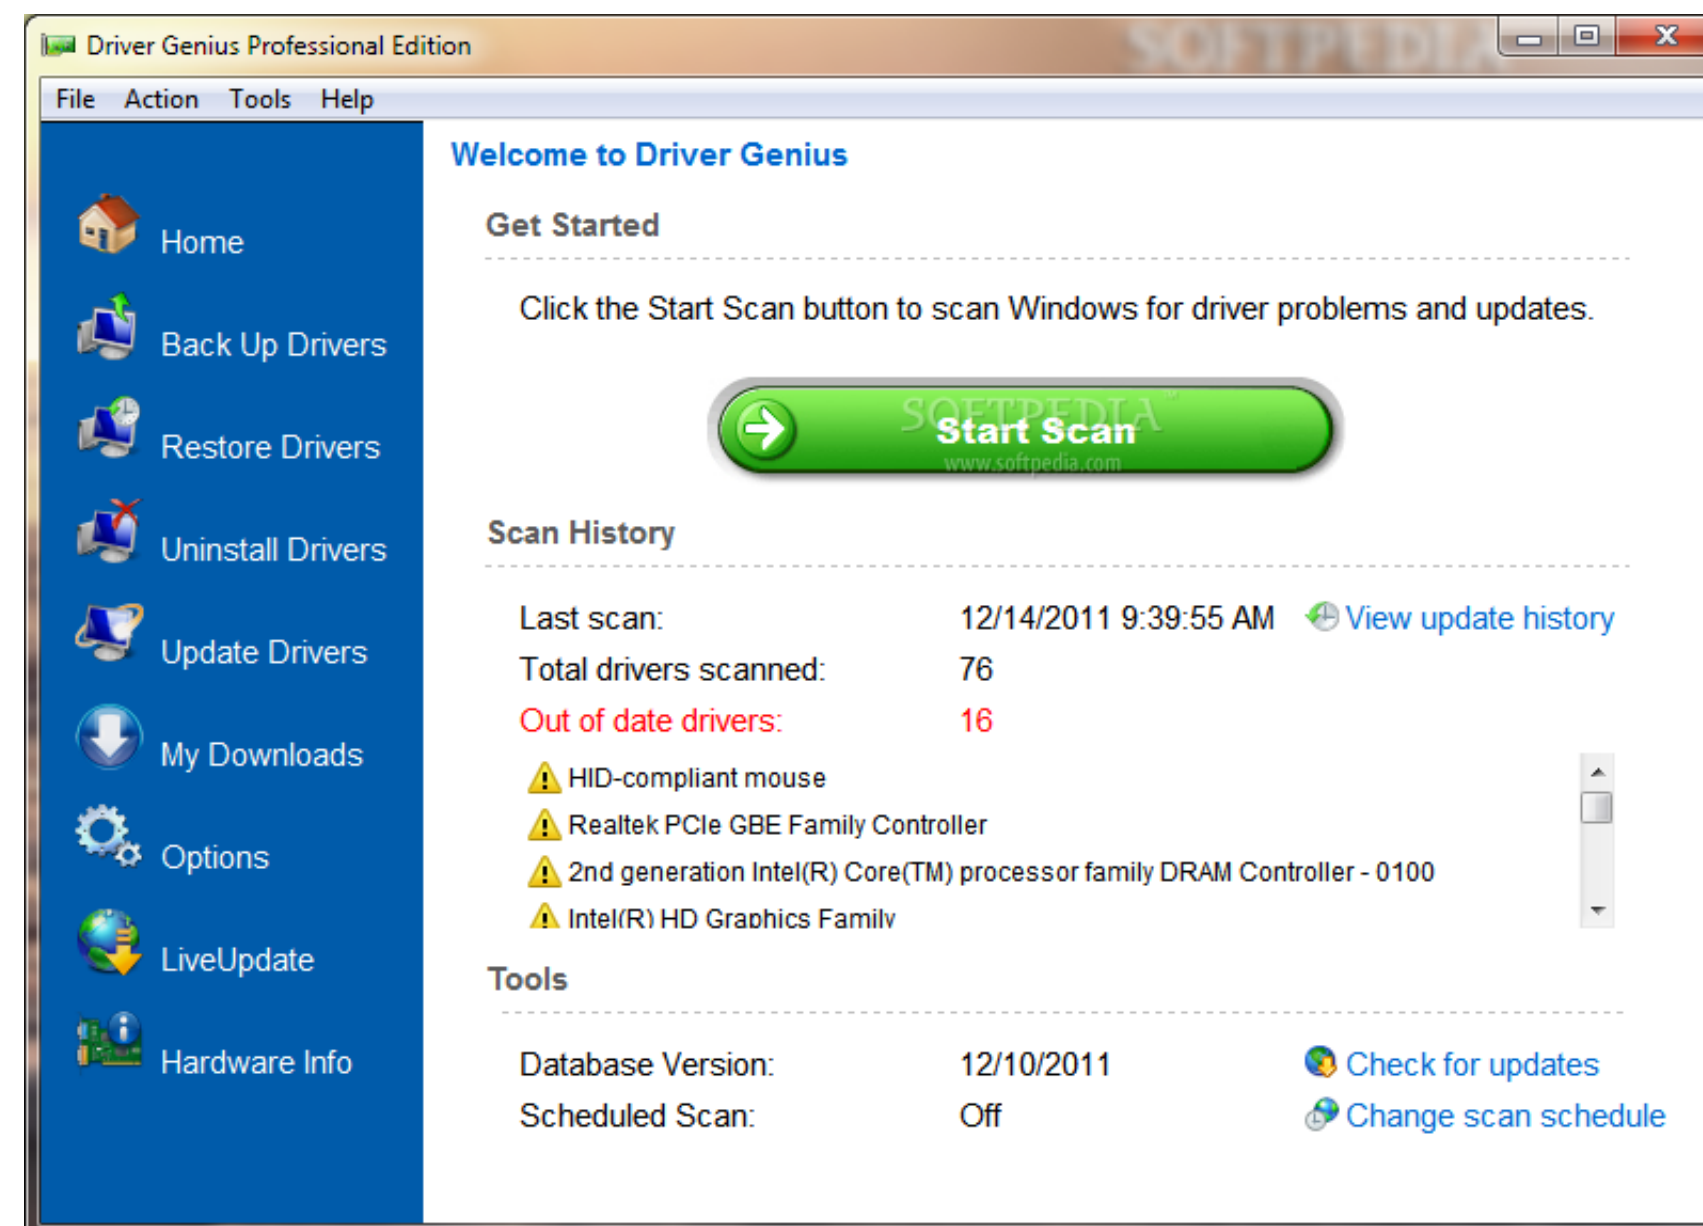 Driver Genius Professional Edition
SOFTPEDIA
File Action Tools Help
Home
Back Up Drivers
Restore Drivers
Uninstall Drivers
Update Drivers
My Downloads
Options
LiveUpdate
Hardware Info
Welcome to Driver Genius
Get Started
Click the Start Scan button to scan Windows for driver problems and updates.
SOFTPEDIA™
Start Scan
www.softpedia.com
Scan History
Last scan: 12/14/2011 9:39:55 AM View update history
Total drivers scanned: 76
Out of date drivers: 16
HID-compliant mouse
Realtek PCIe GBE Family Controller
2nd generation Intel(R) Core(TM) processor family DRAM Controller - 0100
Intel(R) HD Graphics Family
Tools
Database Version: 12/10/2011 Check for updates
Scheduled Scan: Off Change scan schedule